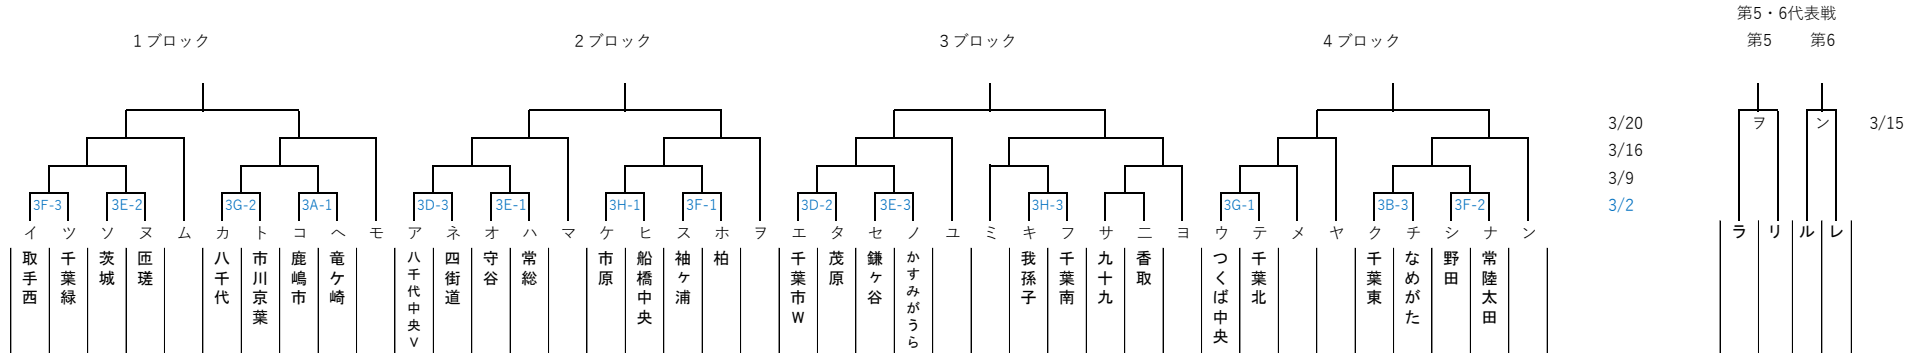 第5・6代表戦
1ブロック 2ブロック 3ブロック 4ブロック 第5 第6
3/20 ヲ ン 3/15
3/16
3/9
3F-3 3E-2 3G-2 3A-1 3D-3 3E-1 3H-1 3F-1 3D-2 3E-3 3H-3 3G-1 3B-3 3F-2 3/2
イ ツ ソ ヌ ム カ ト コ ヘ モ ア ネ オ ハ マ ケ ヒ ス ホ ヲ エ タ セ ノ ユ ミ キ フ サ ニ ヨ ウ テ メ ヤ ク チ シ ナ ン ラ リ ル レ
取手西
千葉緑
茨城
匝瑳
八千代
市川京葉
鹿嶋市
竜ケ崎
八千代中央V
四街道
守谷
常総
市原
船橋中央
袖ヶ浦
柏
千葉市W
茂原
鎌ヶ谷
かすみがうら
我孫子
千葉南
九十九
香取
つくば中央
千葉北
千葉東
なめがた
野田
常陸太田